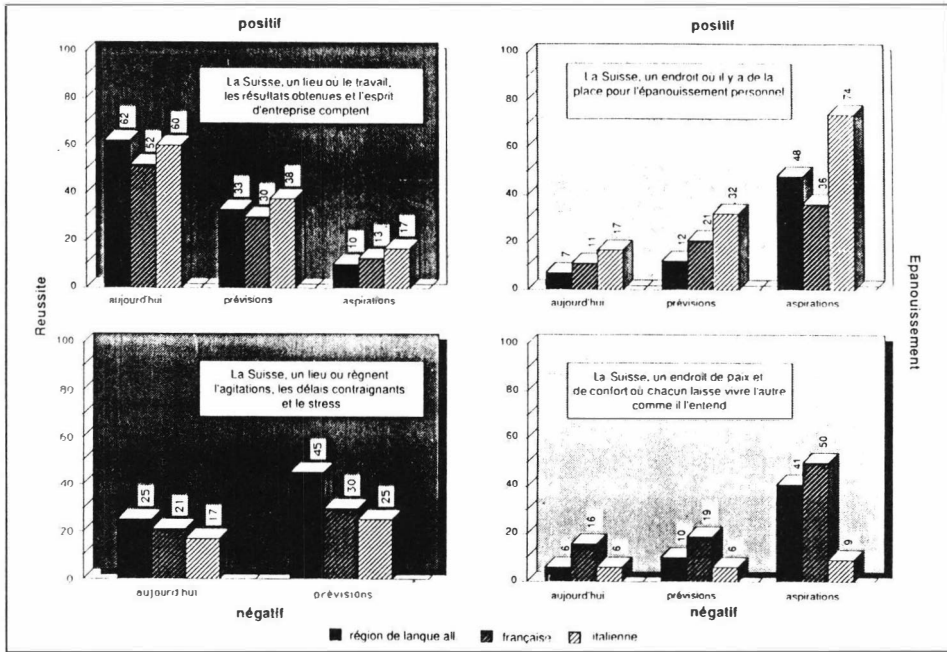 positif
positif
100
80
60
40
20
0
La Suisse, un lieu où le travail,
les résultats obtenues et l'esprit
d'entreprise comptent
62
52
60
33
30
38
10
13
17
aujourd'hui
prévisions
aspirations
100
80
60
40
20
0
La Suisse, un endroit ou il y a de la
place pour l'épanouissement personnel
7
11
17
12
21
32
48
36
74
aujourd'hui
prévisions
aspirations
Reussite
Epanouissement
100
80
60
40
20
0
La Suisse, un lieu ou règnent
l'agitations, les délais contraignants
et le stress
25
21
17
45
30
25
aujourd'hui
prévisions
100
80
60
40
20
0
La Suisse, un endroit de paix et
de confort où chacun laisse vivre l'autre
comme il l'entend
6
16
6
10
19
6
41
50
9
aujourd'hui
prévisions
aspirations
négatif
négatif
région de langue all.
française
italienne